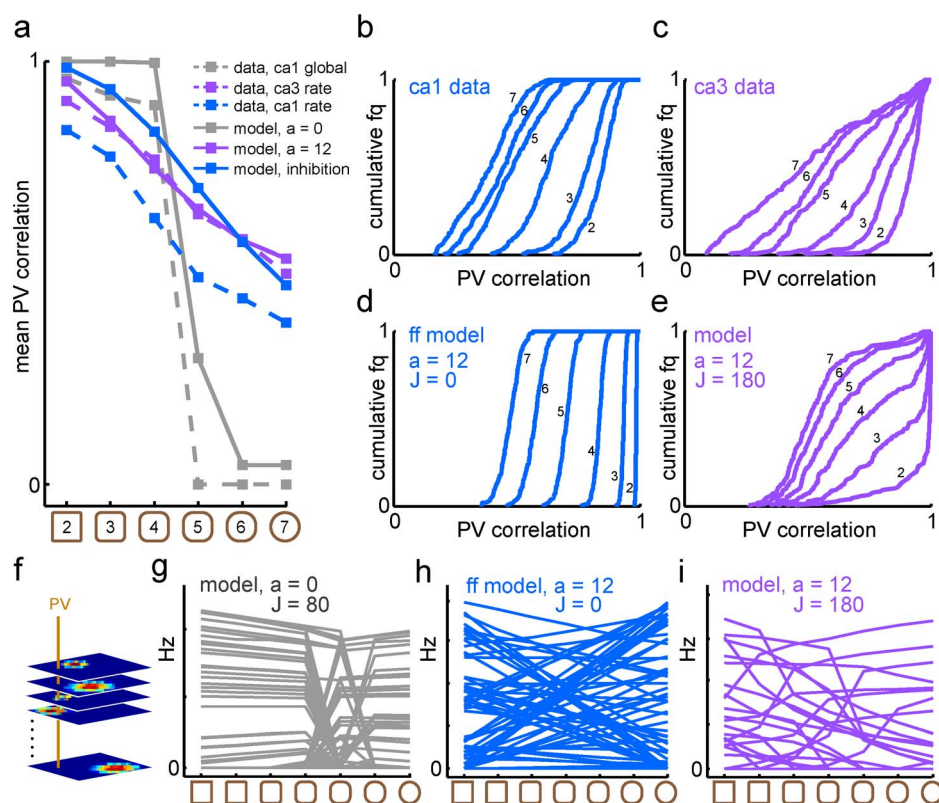 a
1
data, ca1 global
data, ca3 rate
data, ca1 rate
model, a = 0
model, a = 12
model, inhibition
mean PV correlation
0
2 3 4 5 6 7
b
1
ca1 data
cumulative fq
7
6
5
4
3
2
0
0 1
PV correlation
c
1
ca3 data
cumulative fq
7
6
5
4
3
2
0
0 1
PV correlation
d
1
ff model
a = 12
J = 0
cumulative fq
7
6
5
4
3
2
0
0 1
PV correlation
e
1
model
a = 12
J = 180
cumulative fq
7
6
5
4
3
2
0
0 1
PV correlation
f
PV
g
model, a = 0
J = 80
Hz
0
h
ff model, a = 12
J = 0
Hz
0
i
model, a = 12
J = 180
Hz
0